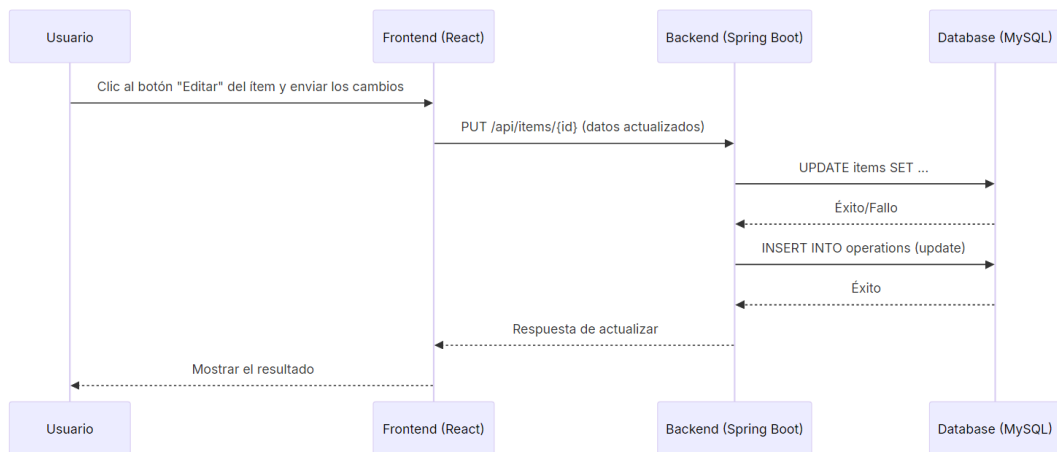 Usuario
Frontend (React)
Backend (Spring Boot)
Database (MySQL)
Clic al botón "Editar" del ítem y enviar los cambios
PUT /api/items/{id} (datos actualizados)
UPDATE items SET ...
Éxito/Fallo
INSERT INTO operations (update)
Éxito
Respuesta de actualizar
Mostrar el resultado
Usuario
Frontend (React)
Backend (Spring Boot)
Database (MySQL)